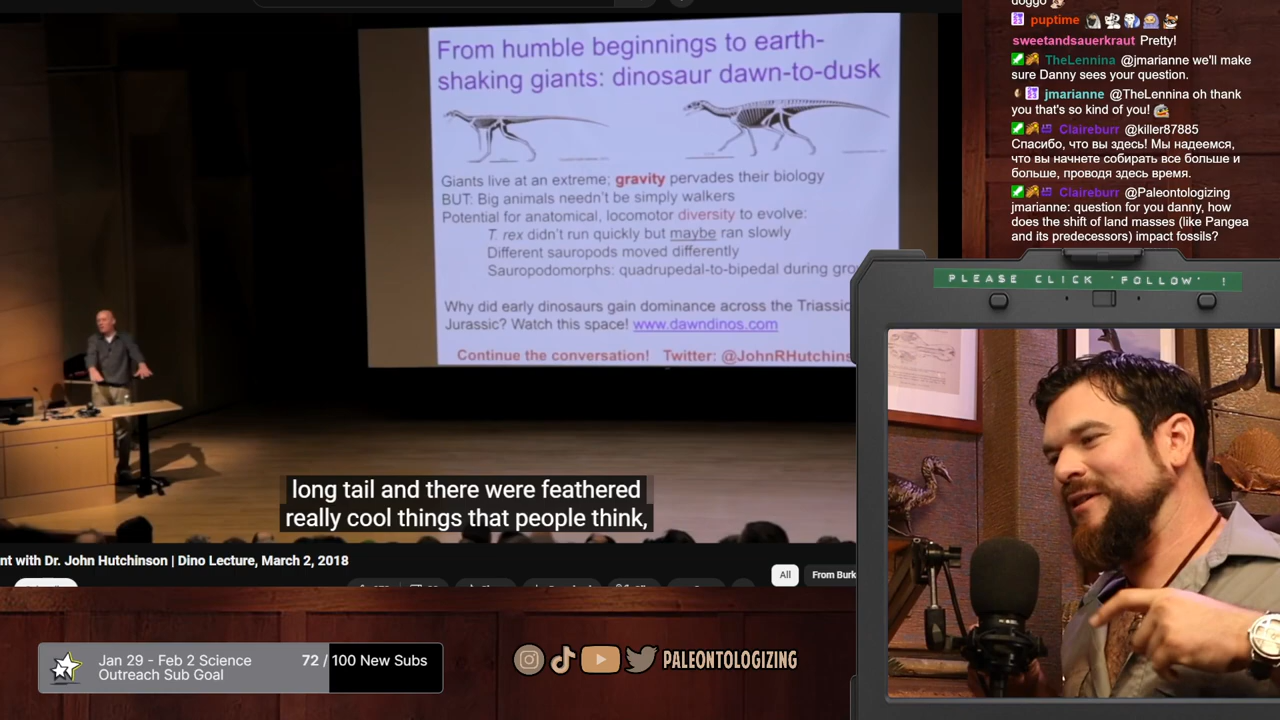 From humble beginnings to earth-
shaking giants: dinosaur dawn-to-dusk
Giants live at an extreme; gravity pervades their biology
BUT: Big animals needn't be simply walkers
Potential for anatomical, locomotor diversity to evolve:
T. rex didn't run quickly but maybe ran slowly
Different sauropods moved differently
Sauropodomorphs: quadrupedal-to-bipedal during gro
Why did early dinosaurs gain dominance across the Triassic
Jurassic? Watch this space! www.dawndinos.com
Continue the conversation! Twitter: @JohnRHutchins
long tail and there were feathered
really cool things that people think,
nt with Dr. John Hutchinson | Dino Lecture, March 2, 2018
All
From Burk
Jan 29 - Feb 2 Science
Outreach Sub Goal
72 / 100 New Subs
PALEONTOLOGIZING
doggo
puptime
sweetandsauerkraut Pretty!
TheLennina @jmarianne we'll make
sure Danny sees your question.
jmarianne @TheLennina oh thank
you that's so kind of you!
Claireburr @killer87885
Спасибо, что вы здесь! Мы надеемся,
что вы начнете собирать все больше и
больше, проводя здесь время.
Claireburr @Paleontologizing
jmarianne: question for you danny, how
does the shift of land masses (like Pangea
and its predecessors) impact fossils?
PLEASE CLICK "FOLLOW" !